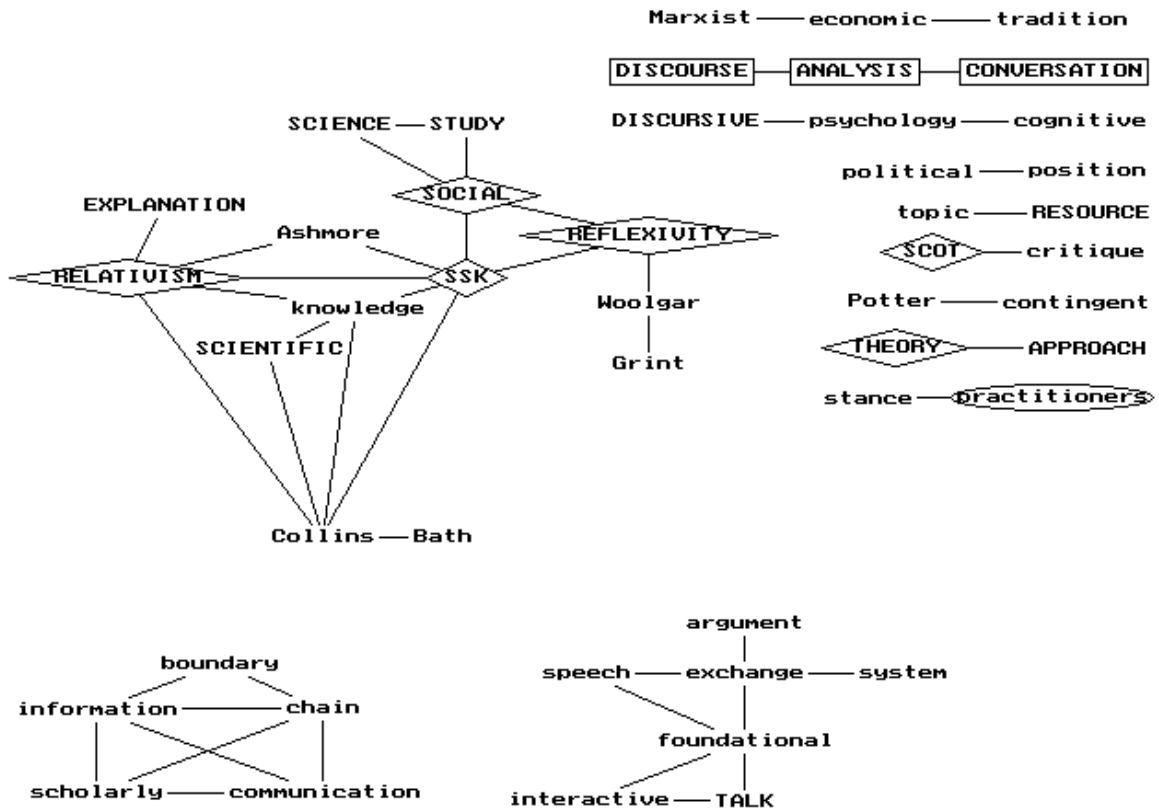 Marxist economic tradition
DISCOURSE ANALYSIS CONVERSATION
SCIENCE STUDY
DISCURSIVE psychology cognitive
political position
SOCIAL
EXPLANATION
topic RESOURCE
Ashmore
REFLEXIVITY
SCOT critique
RELATIVISM
SSK
knowledge
Woolgar
Potter contingent
SCIENTIFIC
Grint
THEORY APPROACH
stance practitioners
Collins Bath
argument
boundary
speech exchange system
information chain
foundational
scholarly communication
interactive TALK